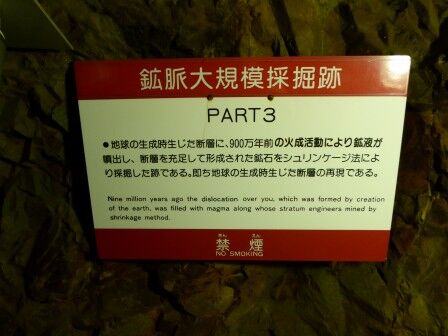 鉱脈大規模採掘跡
PART3
●地球の生成時生じた断層に、900万年前の火成活動により鉱液が
噴出し、断層を充足して形成された鉱石をシュリンケージ法によ
り採掘した跡である。即ち地球の生成時生じた断層の再現である。
Nine million years ago the dislocation over you, which was formed by creation
of the earth, was filled with magma along whose stratum engineers mined by
shrinkage method.
きん えん
禁 煙
NO SMOKING